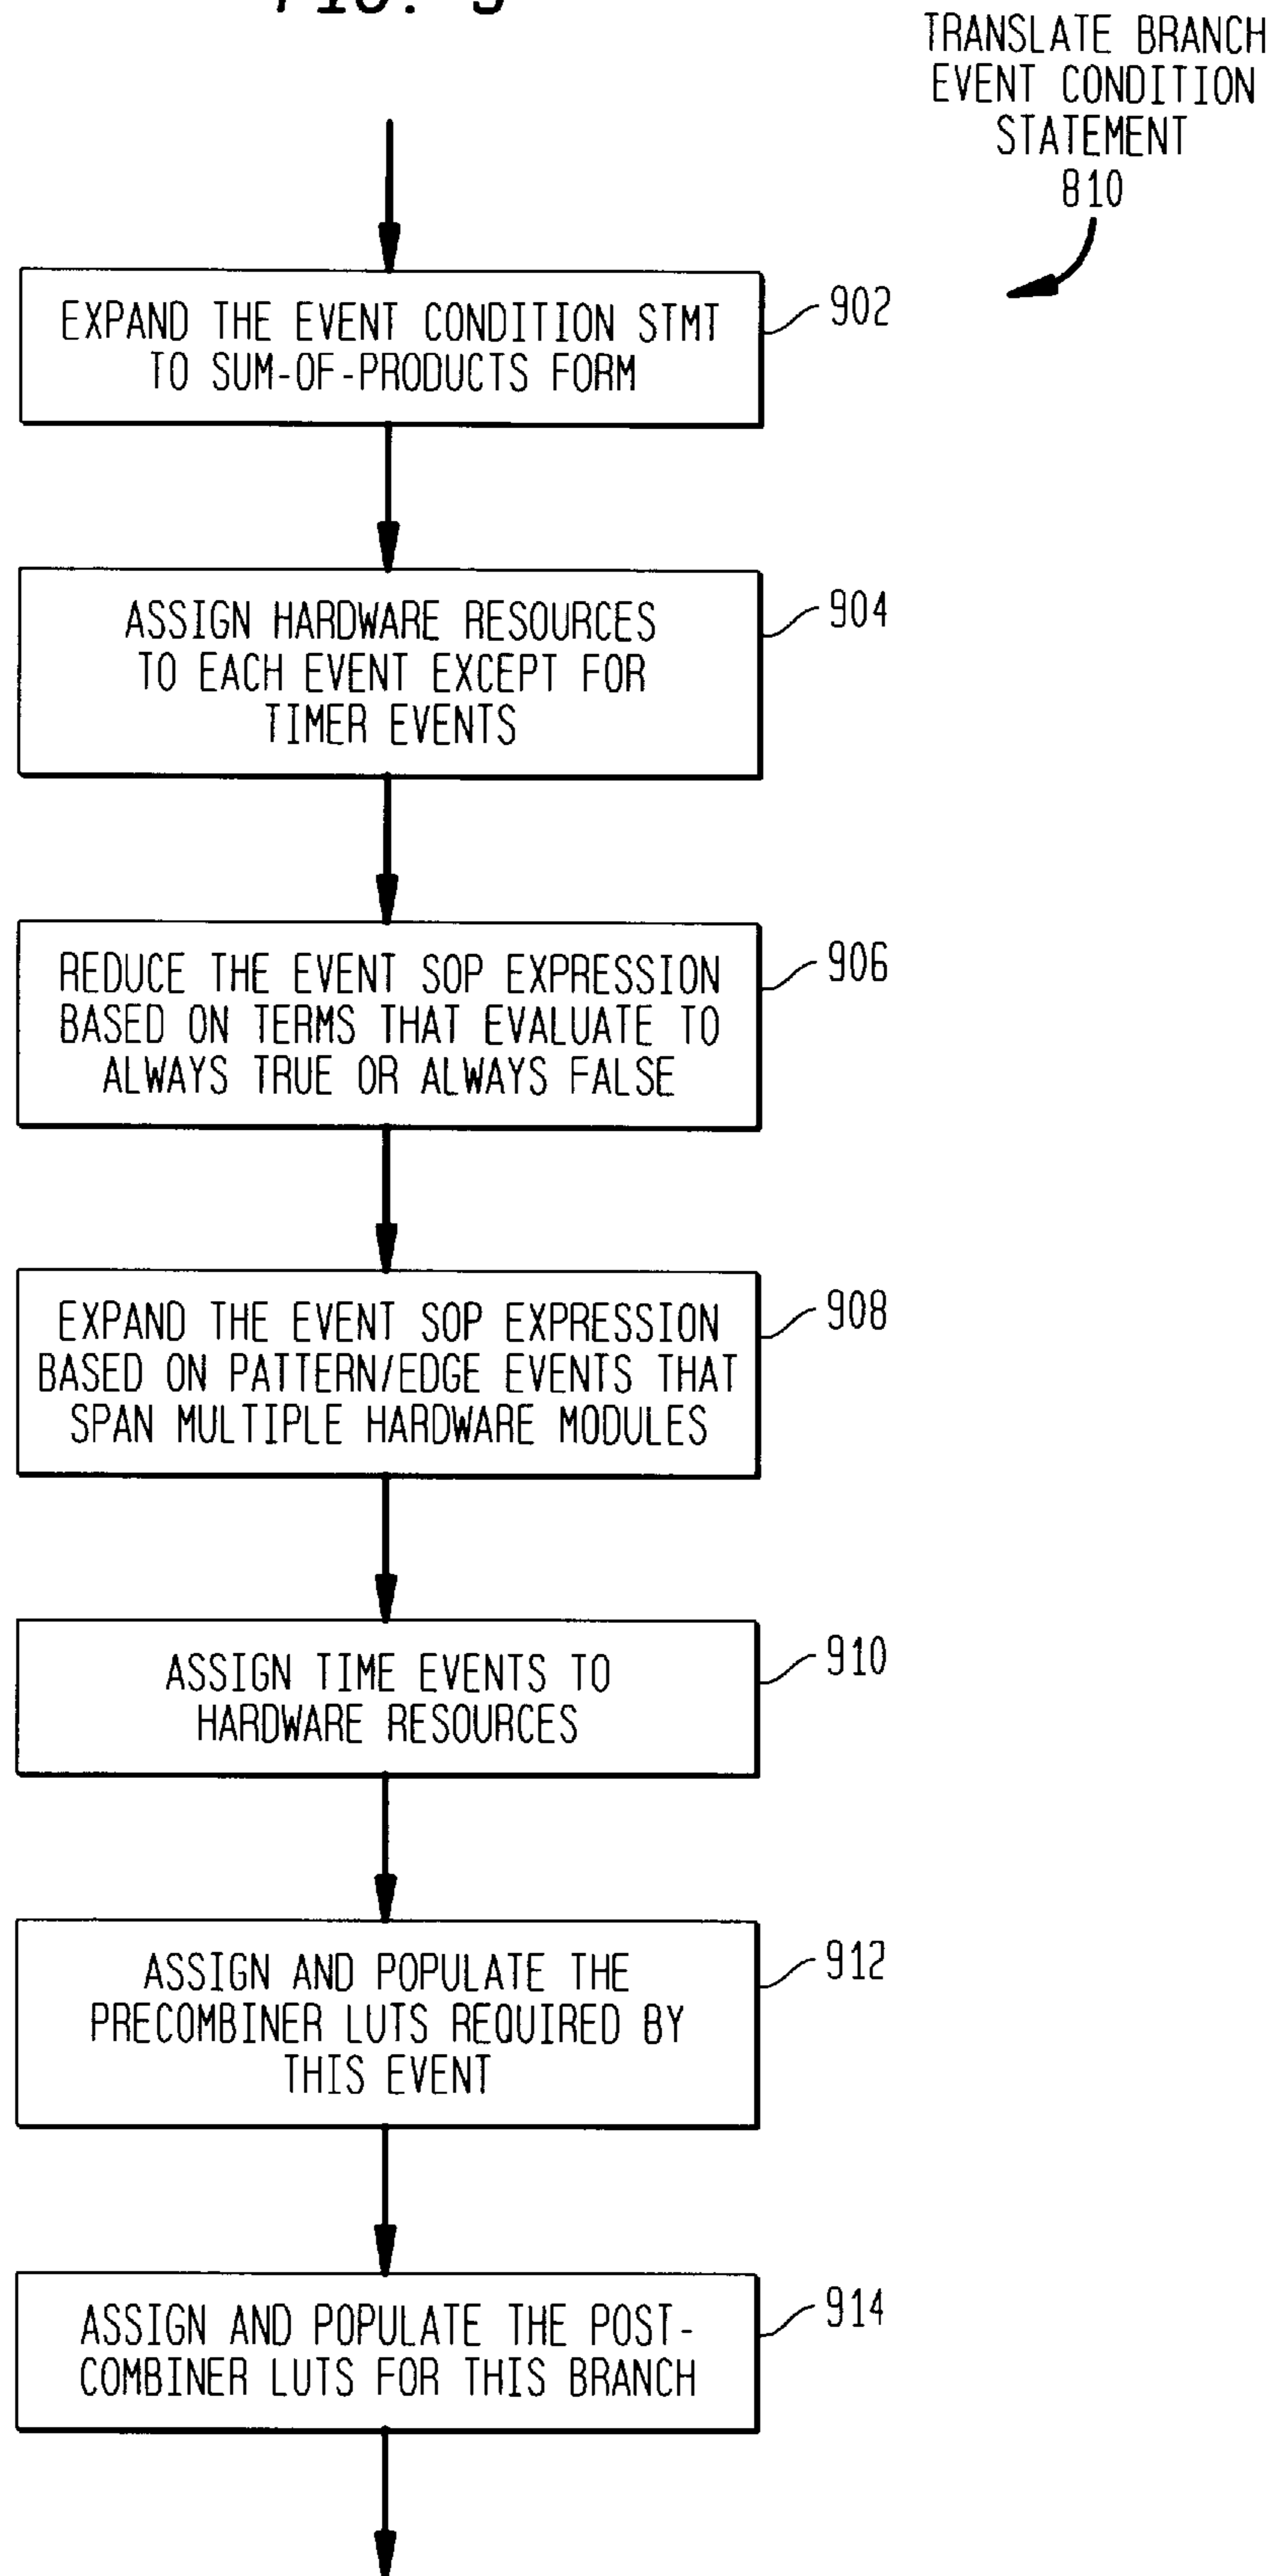 TRANSLATE BRANCH
EVENT CONDITION
STATEMENT
810
EXPAND THE EVENT CONDITION STMT
TO SUM-OF-PRODUCTS FORM
902
ASSIGN HARDWARE RESOURCES
TO EACH EVENT EXCEPT FOR
TIMER EVENTS
904
REDUCE THE EVENT SOP EXPRESSION
BASED ON TERMS THAT EVALUATE TO
ALWAYS TRUE OR ALWAYS FALSE
906
EXPAND THE EVENT SOP EXPRESSION
BASED ON PATTERN/EDGE EVENTS THAT
SPAN MULTIPLE HARDWARE MODULES
908
ASSIGN TIME EVENTS TO
HARDWARE RESOURCES
910
ASSIGN AND POPULATE THE
PRECOMBINER LUTS REQUIRED BY
THIS EVENT
912
ASSIGN AND POPULATE THE POST-
COMBINER LUTS FOR THIS BRANCH
914